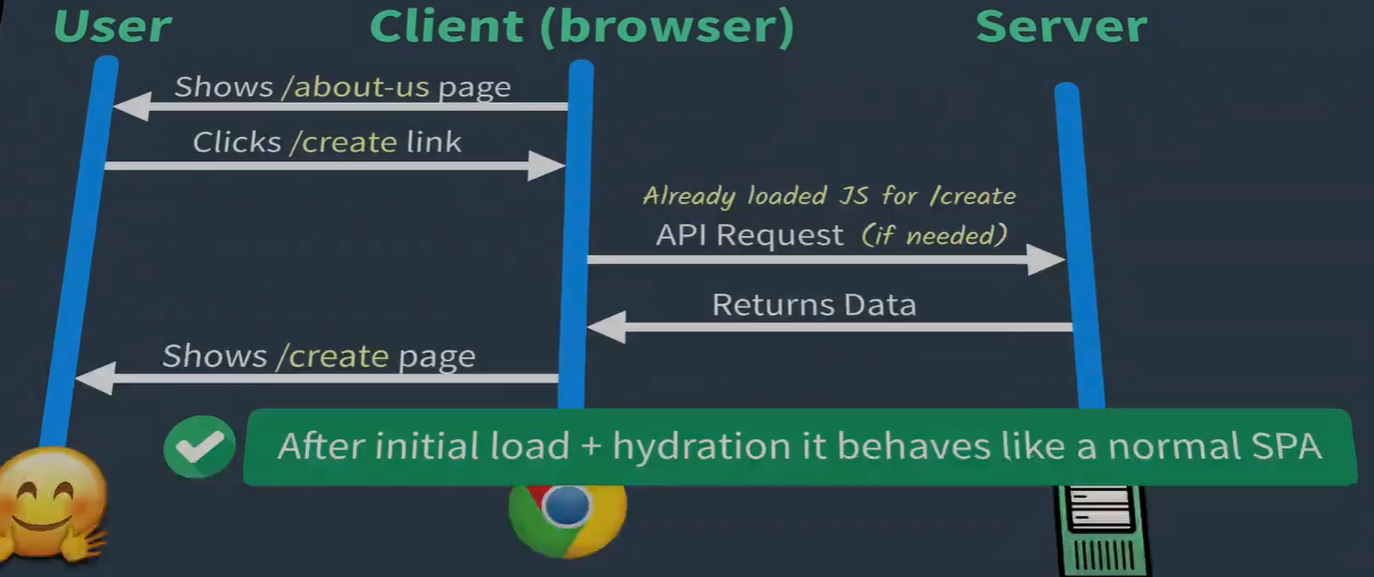 User
Client (browser)
Server
Shows /about-us page
Clicks /create link
Already loaded JS for /create
API Request (if needed)
Returns Data
Shows /create page
After initial load + hydration it behaves like a normal SPA